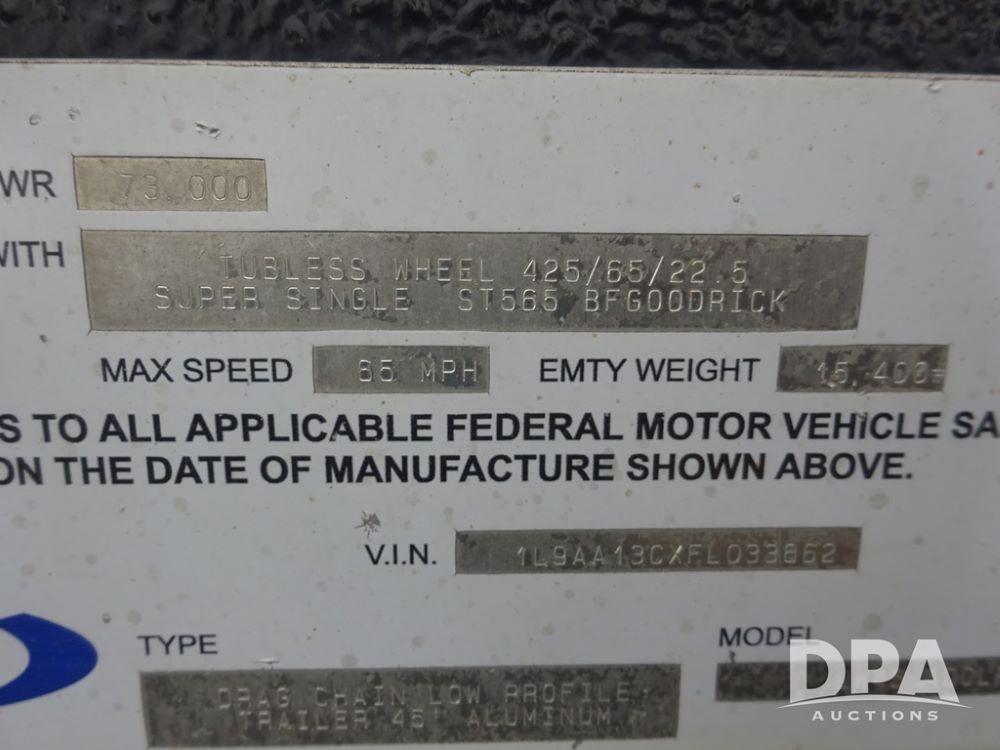 WR 73,000
WITH TUBLESS WHEEL 425/65/22.5
SUPER SINGLE ST565 BFGOODRICK
MAX SPEED 65 MPH EMTY WEIGHT 15,400#
S TO ALL APPLICABLE FEDERAL MOTOR VEHICLE SA
ON THE DATE OF MANUFACTURE SHOWN ABOVE.
V.I.N. 1L9AA13CXFL033862
TYPE MODEL
DRAG CHAIN LOW PROFILE
TRAILER 45' ALUMINUM
DPA
AUCTIONS